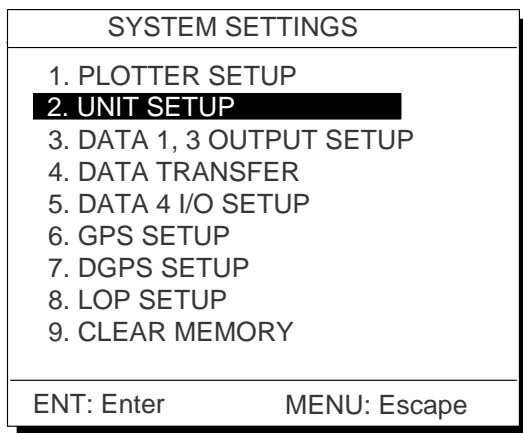 SYSTEM SETTINGS
1. PLOTTER SETUP
2. UNIT SETUP
3. DATA 1, 3 OUTPUT SETUP
4. DATA TRANSFER
5. DATA 4 I/O SETUP
6. GPS SETUP
7. DGPS SETUP
8. LOP SETUP
9. CLEAR MEMORY
ENT: Enter MENU: Escape